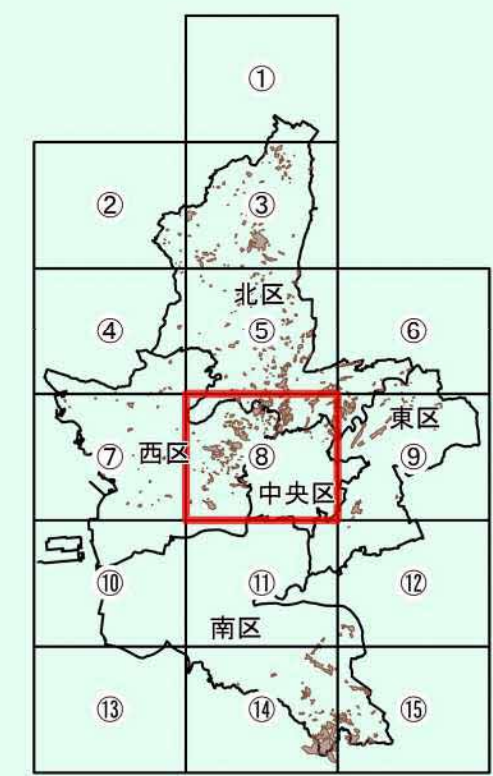 ①
② ③
北区
④ ⑤ ⑥
東区
⑦ 西区 ⑧ ⑨
中央区
⑩ ⑪ ⑫
南区
⑬ ⑭ ⑮